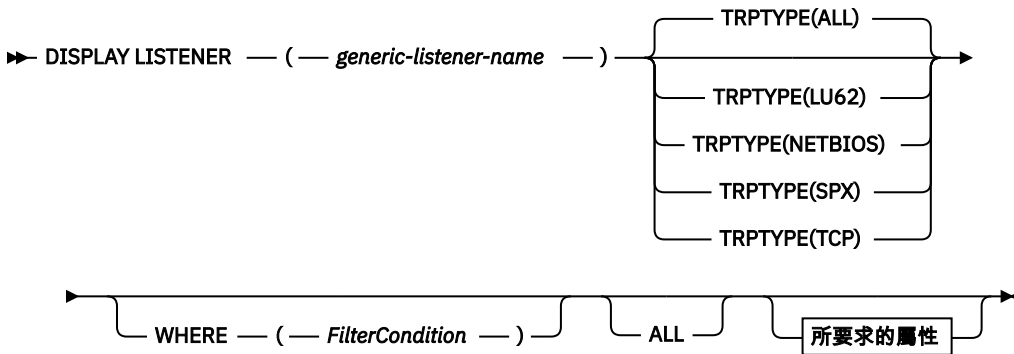 TRPTYPE(ALL)
DISPLAY LISTENER ( generic-listener-name )
TRPTYPE(LU62)
TRPTYPE(NETBIOS)
TRPTYPE(SPX)
TRPTYPE(TCP)
WHERE ( FilterCondition ) ALL 所要求的屬性